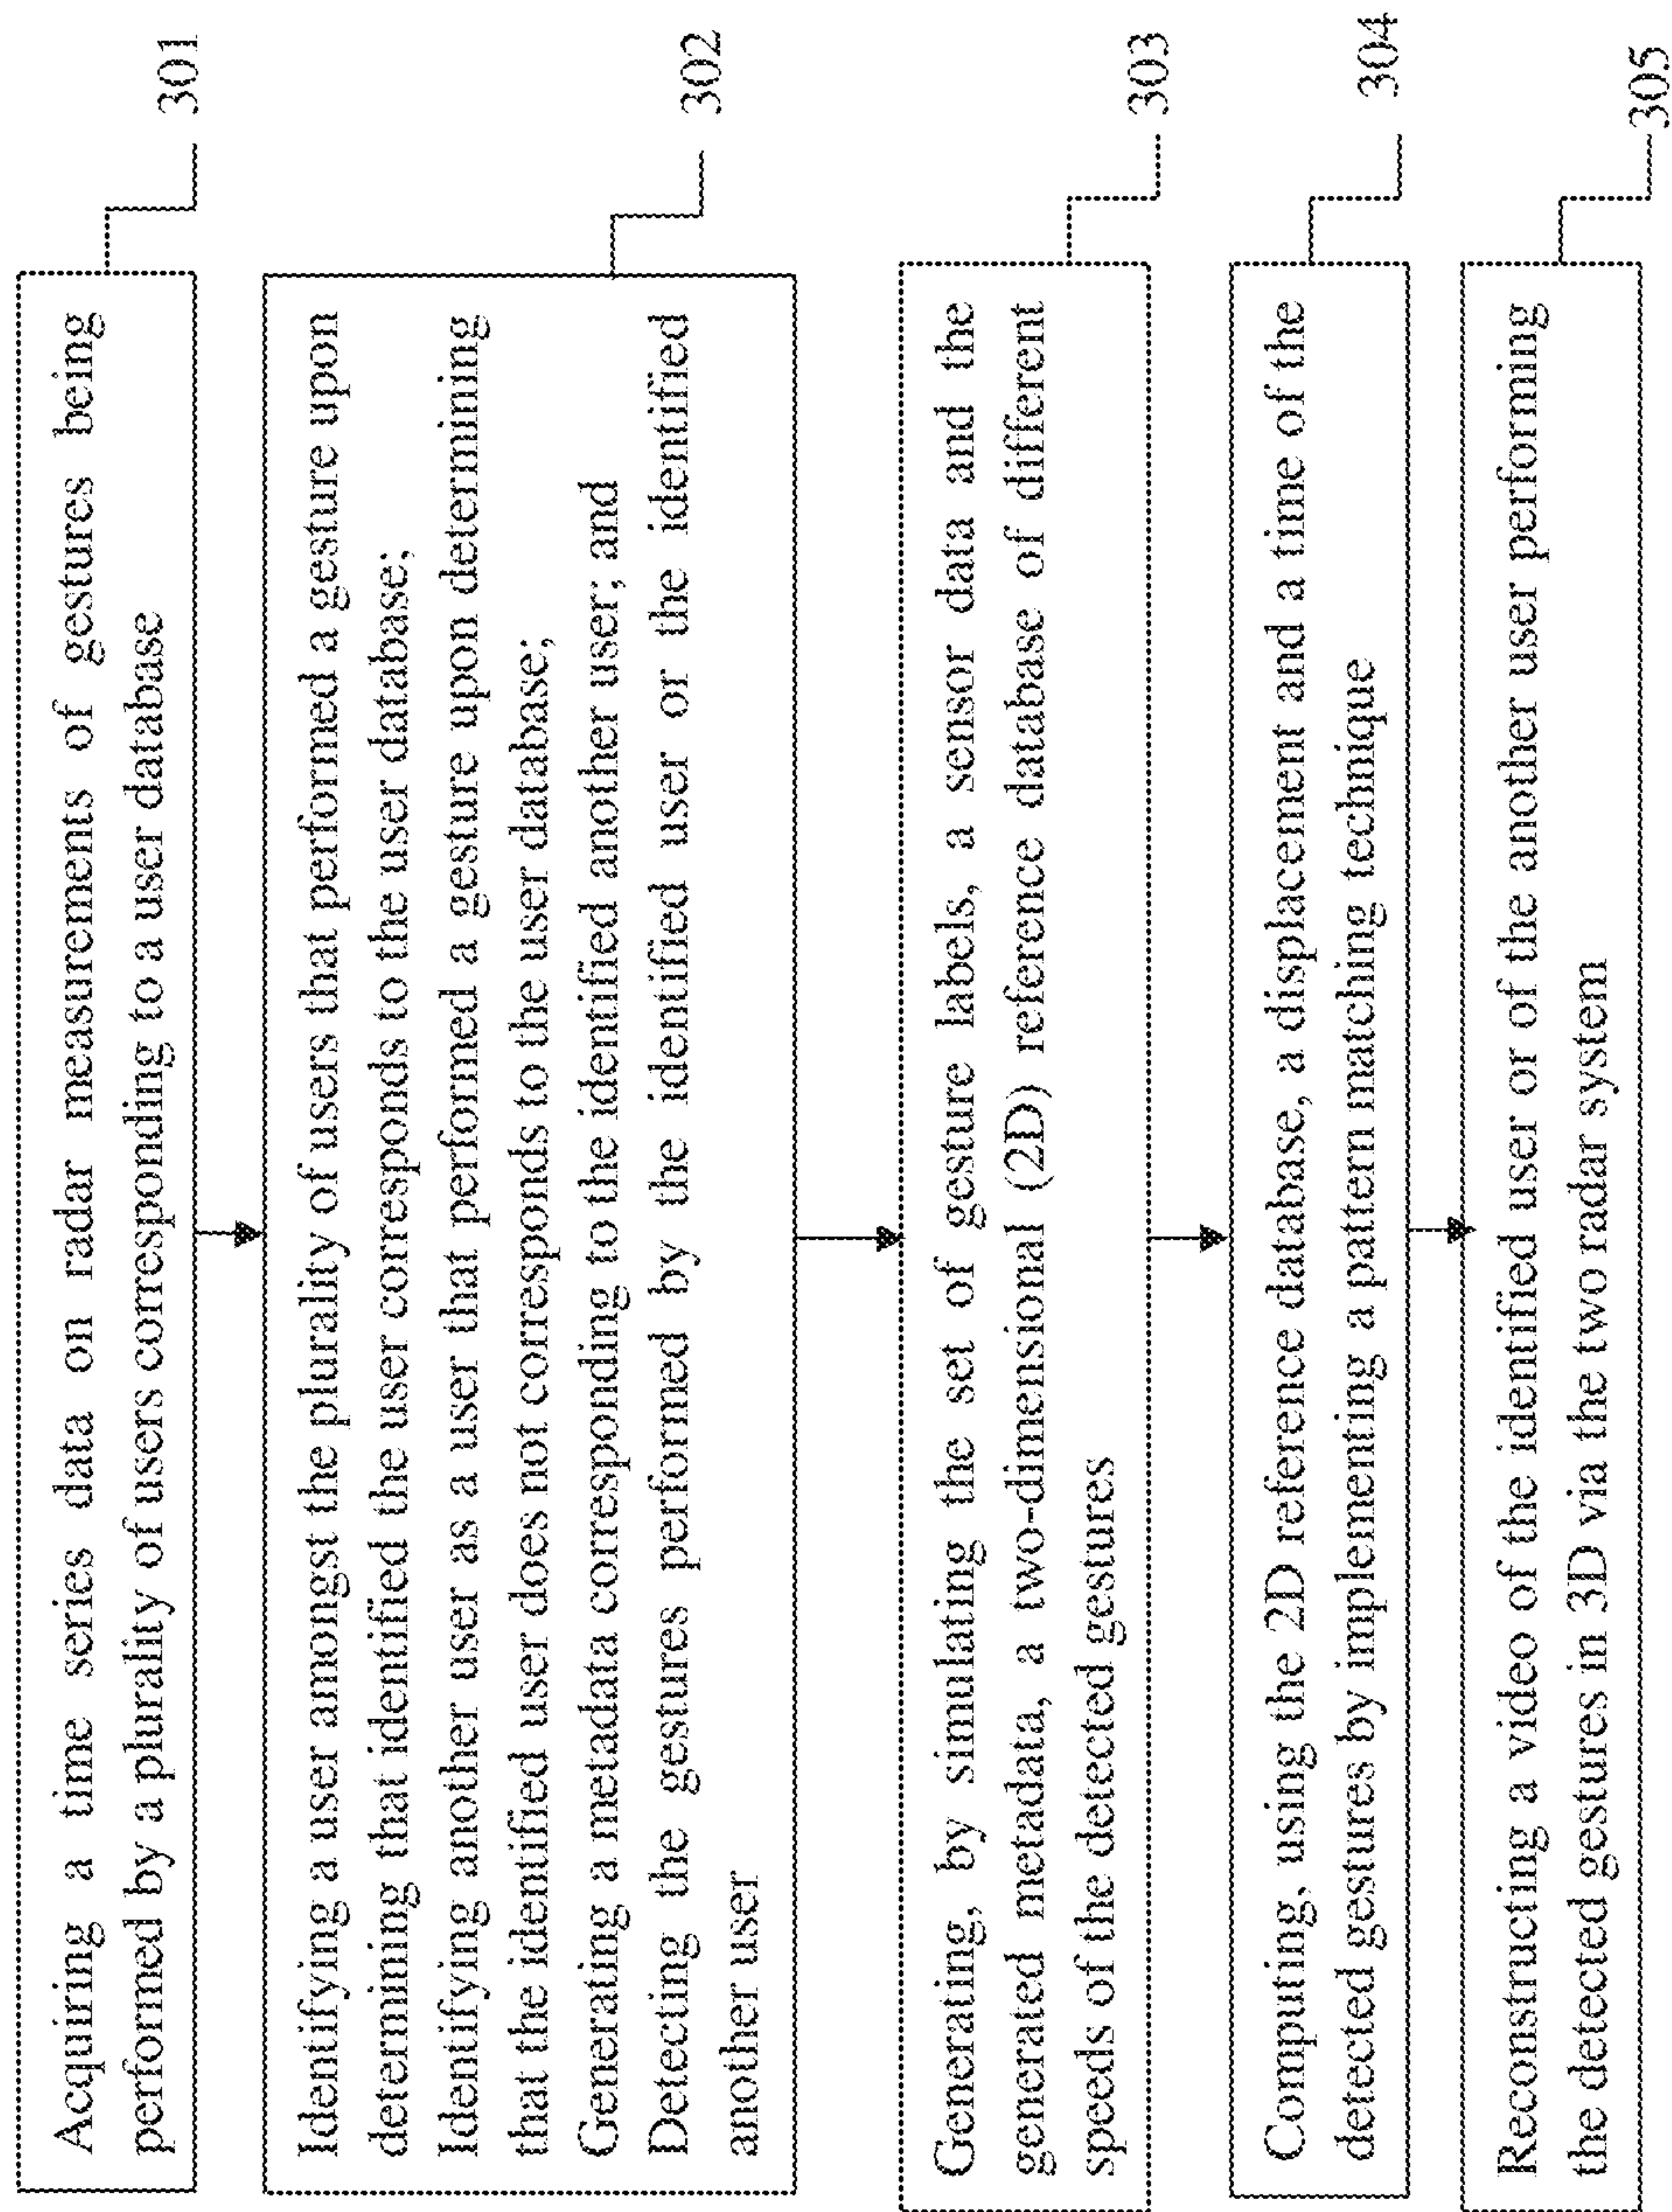 Acquiring a time series data on radar measurements of gestures being
performed by a plurality of users corresponding to a user database
301
Identifying a user amongst the plurality of users that performed a gesture upon
determining that identified the user corresponds to the user database;
Identifying another user as a user that performed a gesture upon determining
that the identified user does not corresponds to the user database;
Generating a metadata corresponding to the identified another user; and
Detecting the gestures performed by the identified user or the identified
another user
302
Generating, by simulating the set of gesture labels, a sensor data and the
generated metadata, a two-dimensional (2D) reference database of different
speeds of the detected gestures
303
Computing, using the 2D reference database, a displacement and a time of the
detected gestures by implementing a pattern matching technique
304
Reconstructing a video of the identified user or of the another user performing
the detected gestures in 3D via the two radar system
305